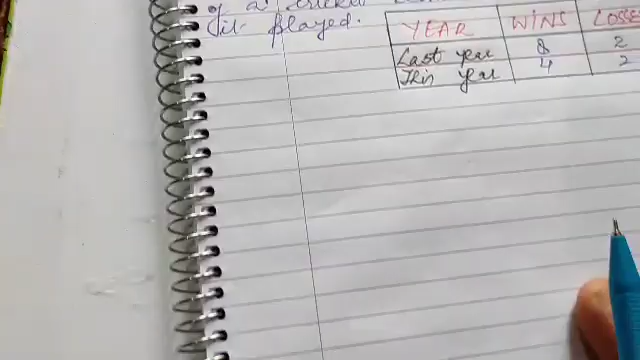 of a cricket
it played.
YEAR WINS LOSSE
Last year 8 2
This year 4 2